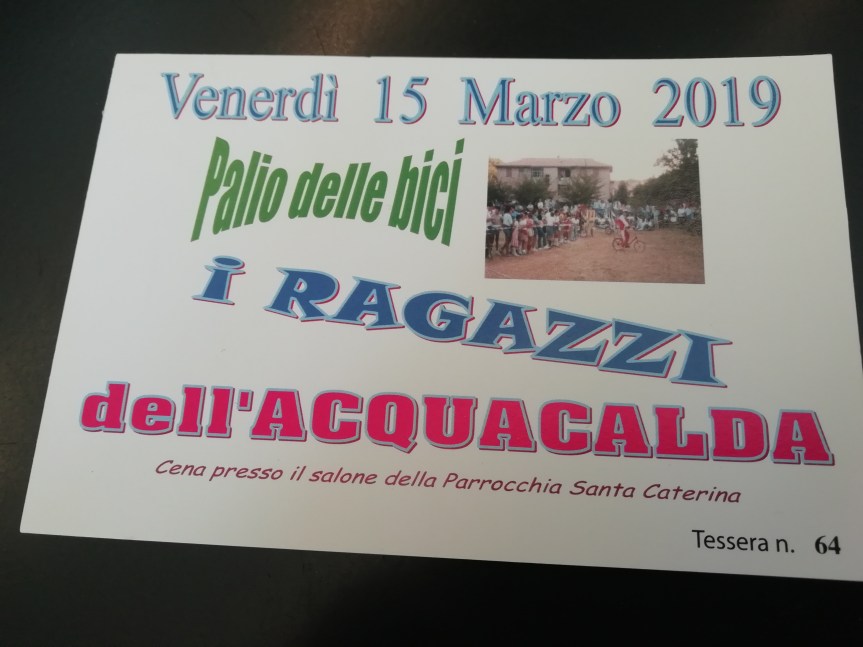 Venerdì 15 Marzo 2019
Palio delle bici
i RAGAZZI
dell'ACQUACALDA
Cena presso il salone della Parrocchia Santa Caterina
Tessera n. 64